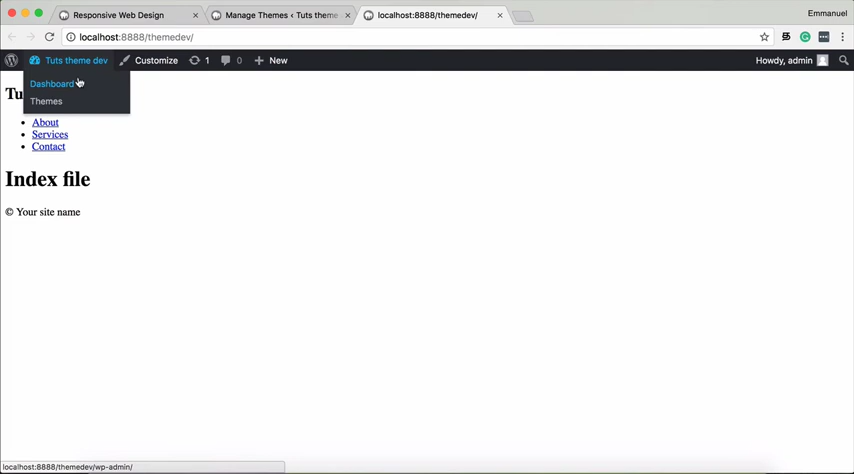 Responsive Web Design
Manage Themes ‹ Tuts theme
localhost:8888/themedev/
Emmanuel
localhost:8888/themedev/
Tuts theme dev
Customize
1
0
New
Howdy, admin
Dashboard
Themes
Tu
About
Services
Contact
Index file
© Your site name
localhost:8888/themedev/wp-admin/